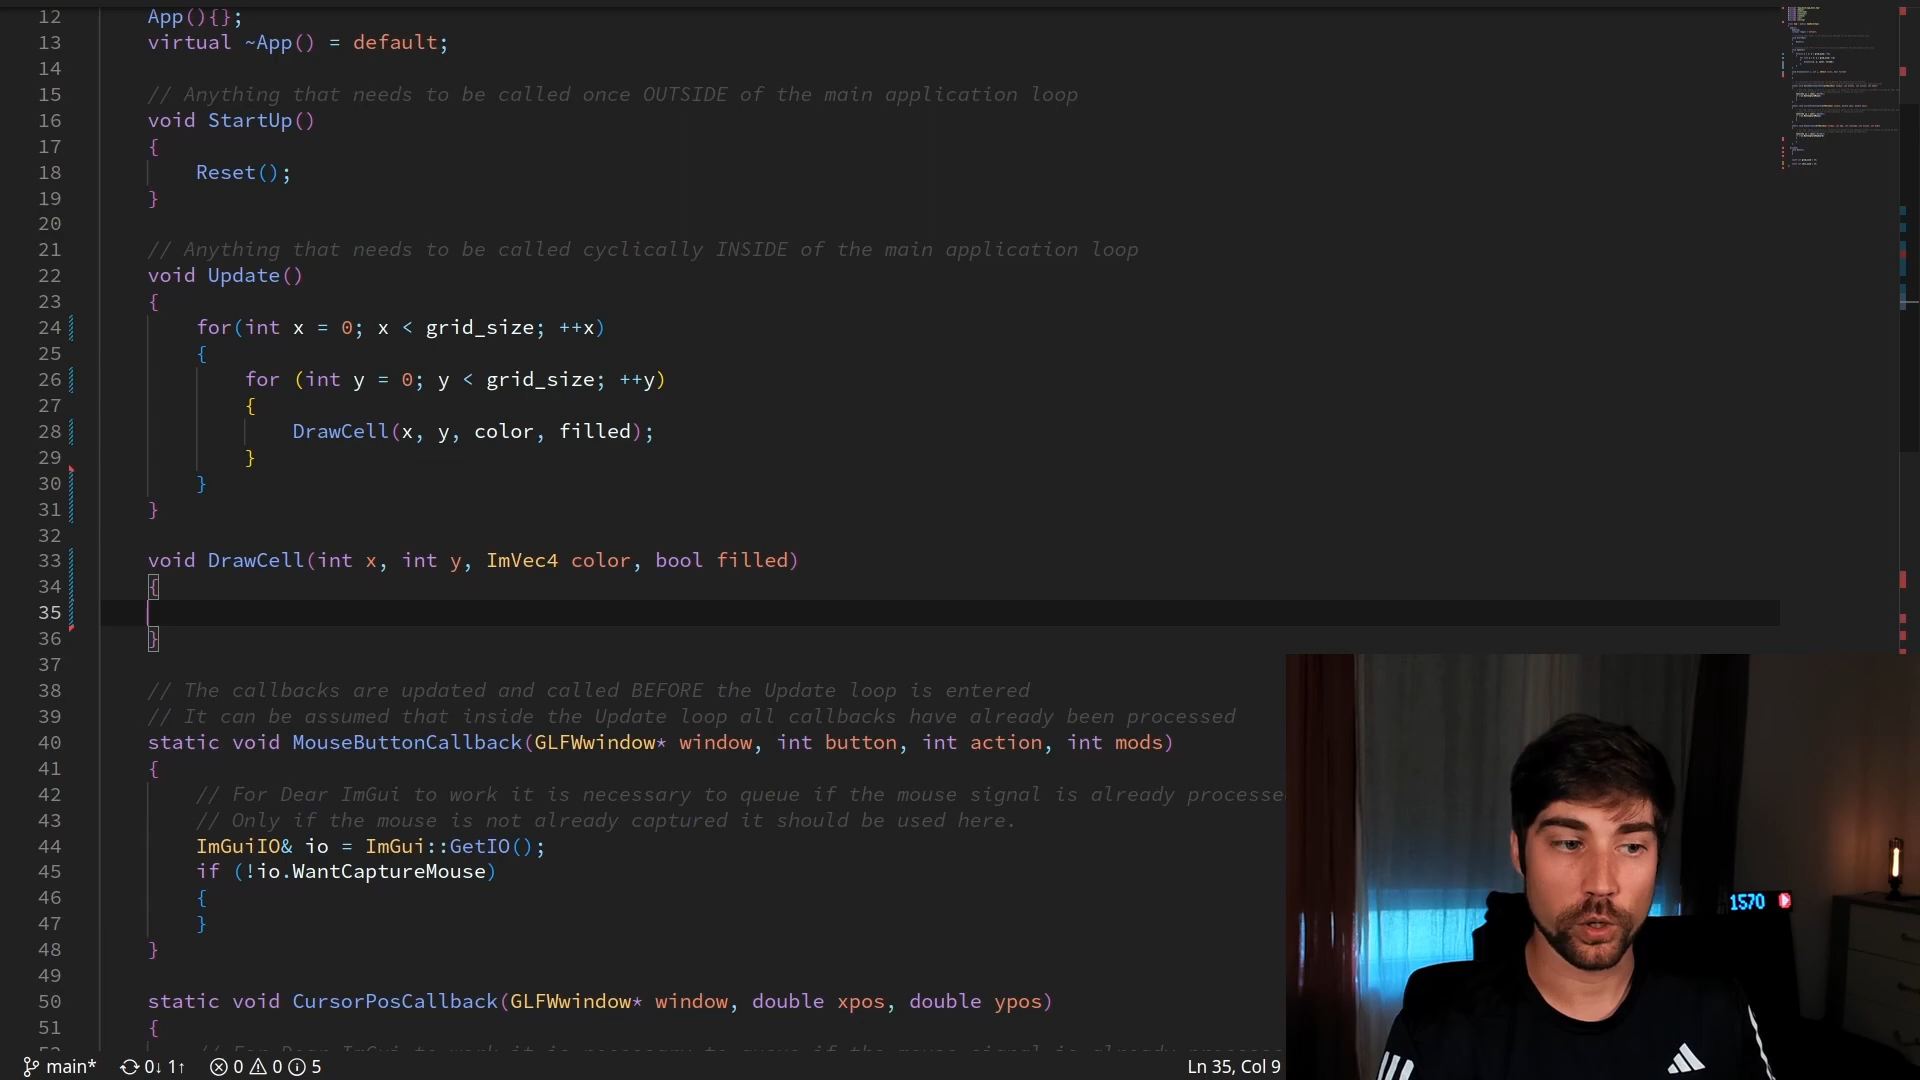 12 App(){};
13 virtual ~App() = default;
14
15 // Anything that needs to be called once OUTSIDE of the main application loop
16 void StartUp()
17 {
18 Reset();
19 }
20
21 // Anything that needs to be called cyclically INSIDE of the main application loop
22 void Update()
23 {
24 for(int x = 0; x < grid_size; ++x)
25 {
26 for (int y = 0; y < grid_size; ++y)
27 {
28 DrawCell(x, y, color, filled);
29 }
30 }
31 }
32
33 void DrawCell(int x, int y, ImVec4 color, bool filled)
34 {
35
36 }
37
38 // The callbacks are updated and called BEFORE the Update loop is entered
39 // It can be assumed that inside the Update loop all callbacks have already been processed
40 static void MouseButtonCallback(GLFWwindow* window, int button, int action, int mods)
41 {
42 // For Dear ImGui to work it is necessary to queue if the mouse signal is already processe
43 // Only if the mouse is not already captured it should be used here.
44 ImGuiIO& io = ImGui::GetIO();
45 if (!io.WantCaptureMouse)
46 {
47 }
48 }
49
50 static void CursorPosCallback(GLFWwindow* window, double xpos, double ypos)
51 {
1570
main* 0↓ 1↑ 0 0 5 Ln 35, Col 9